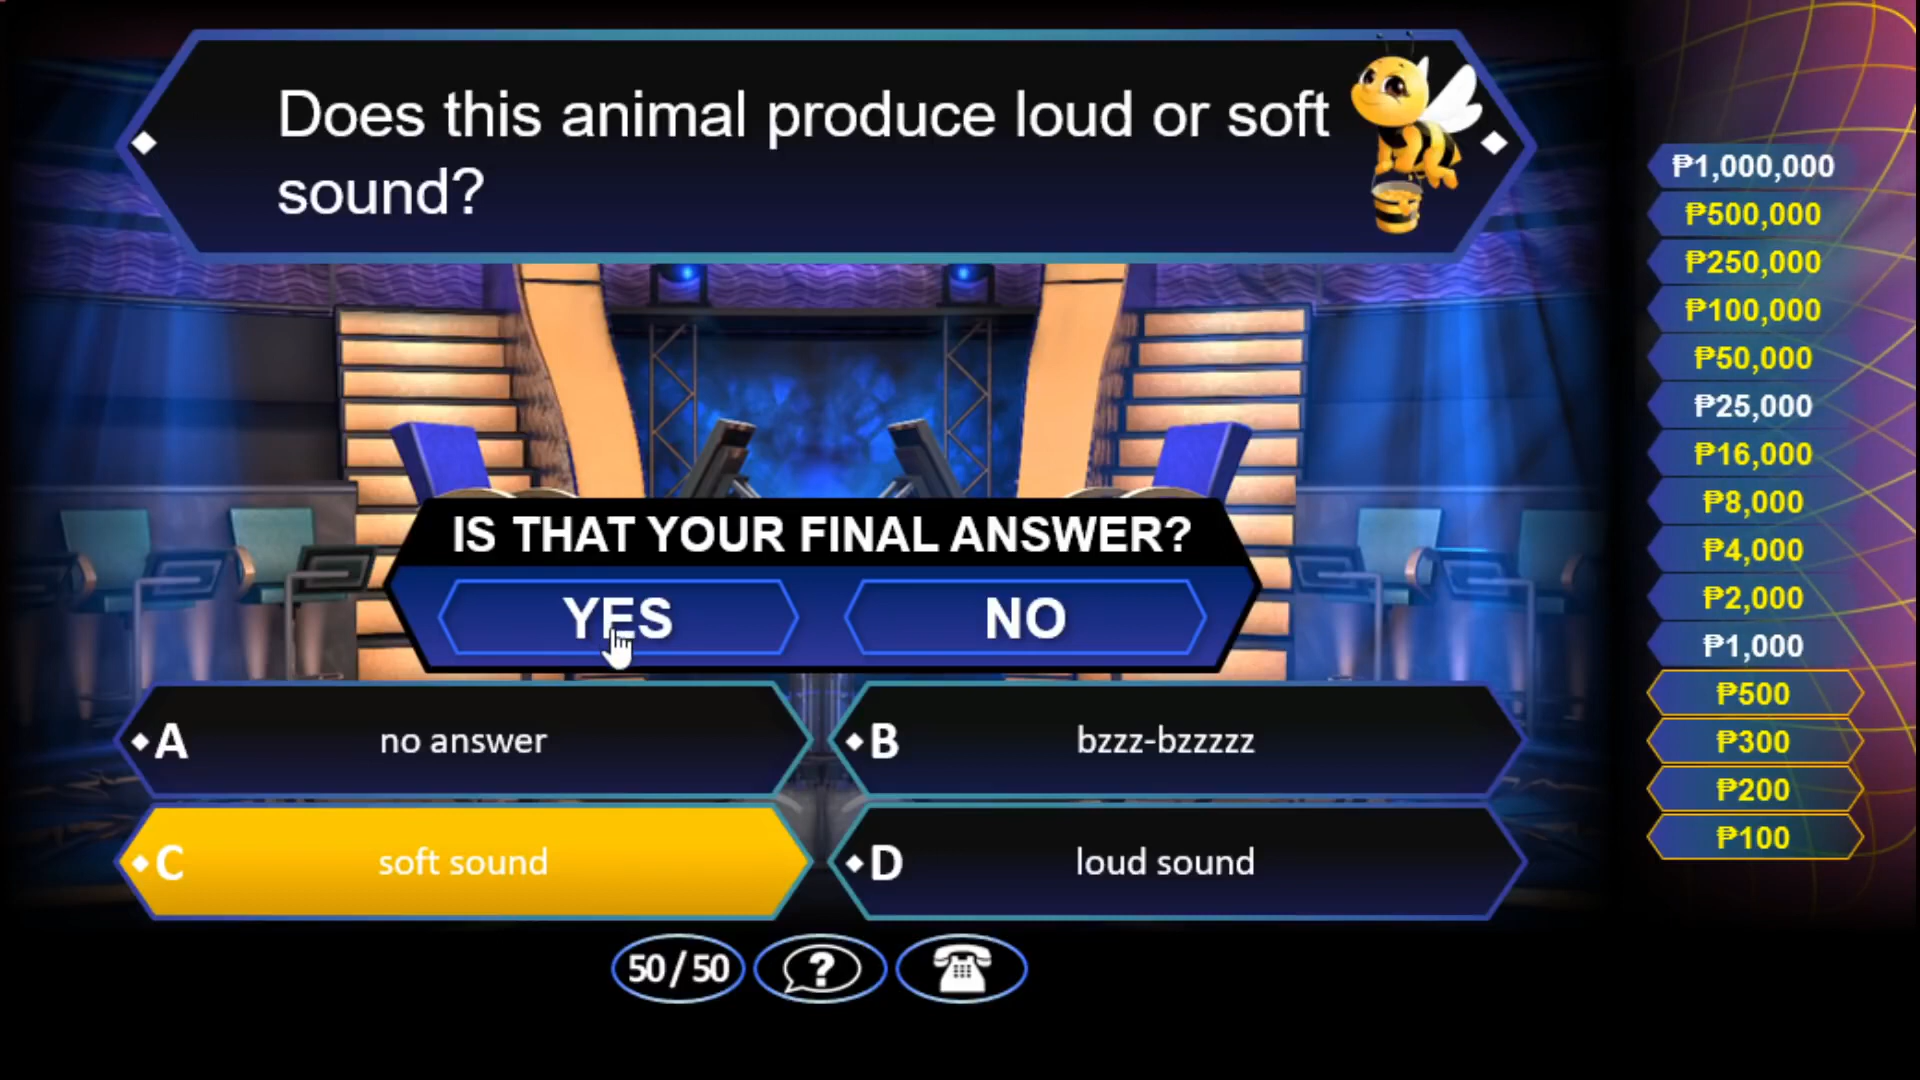 Does this animal produce loud or soft
sound?
IS THAT YOUR FINAL ANSWER?
YES
NO
A no answer
B bzzz-bzzzzz
C soft sound
D loud sound
50/50
?
₱1,000,000
₱500,000
₱250,000
₱100,000
₱50,000
₱25,000
₱16,000
₱8,000
₱4,000
₱2,000
₱1,000
₱500
₱300
₱200
₱100